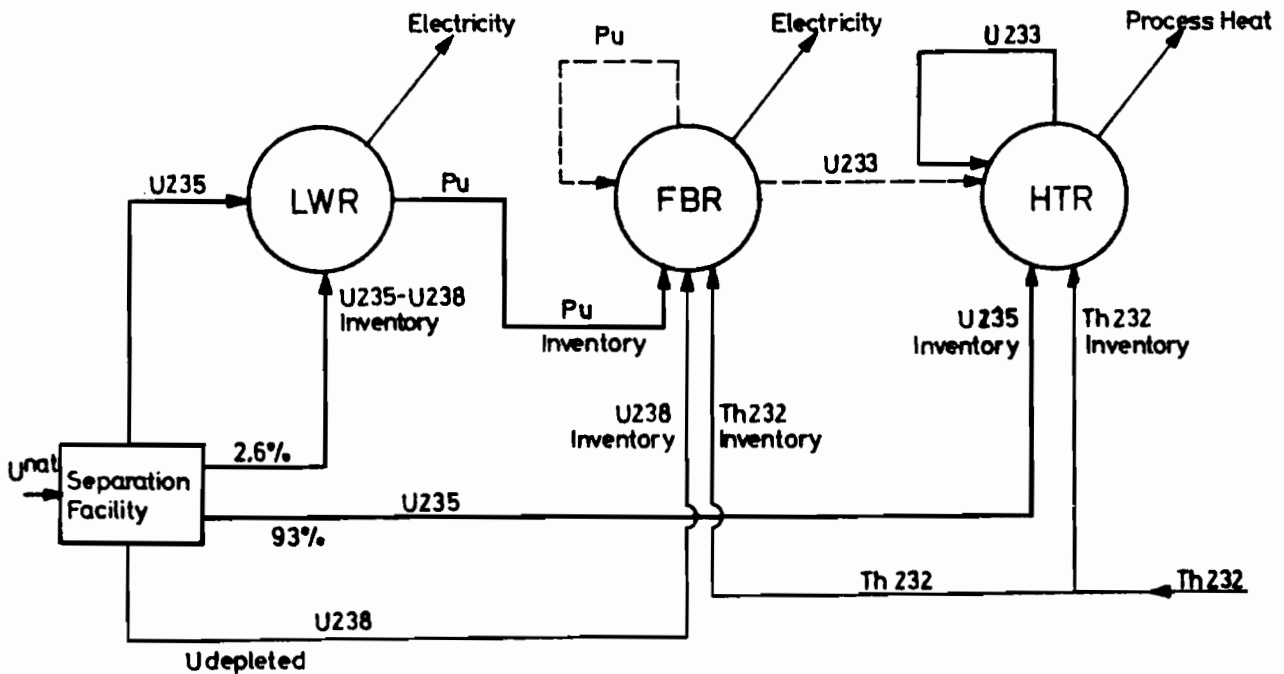 Electricity
Electricity
Process Heat
Pu
U233
U235
LWR
Pu
FBR
U233
HTR
U235-U238
Inventory
Pu
Inventory
U235
Inventory
Th232
Inventory
U238
Inventory
Th232
Inventory
Unat
Separation
Facility
2.6%
U235
93%
Th 232
Th 232
U238
U depleted